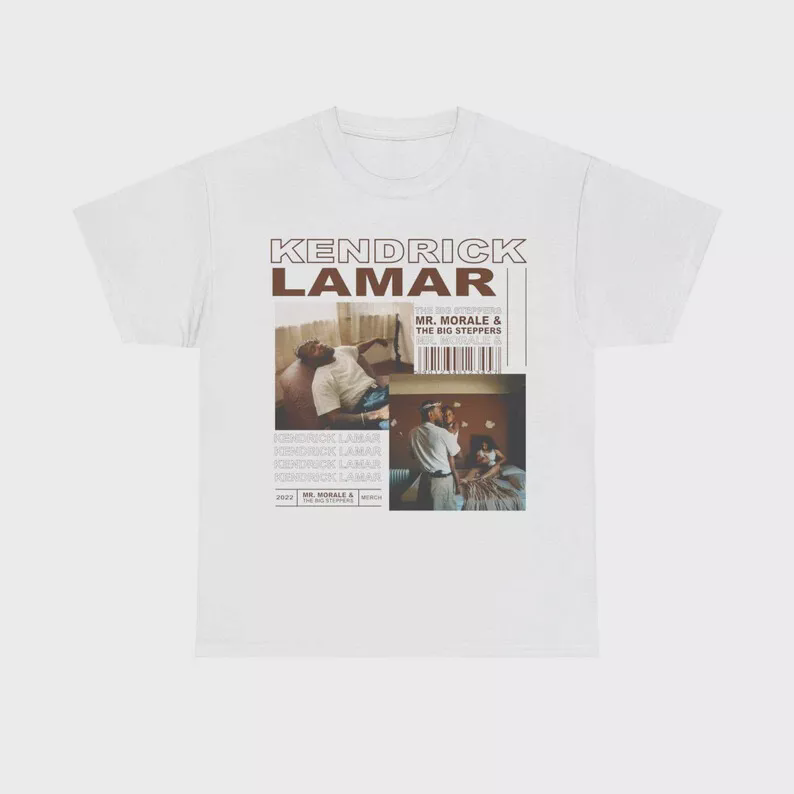 KENDRICK
LAMAR
THE BIG STEPPERS
MR. MORALE &
THE BIG STEPPERS
MR. MORALE &
KENDRICK LAMAR
KENDRICK LAMAR
KENDRICK LAMAR
KENDRICK LAMAR
2022
MR. MORALE &
THE BIG STEPPERS
MERCH